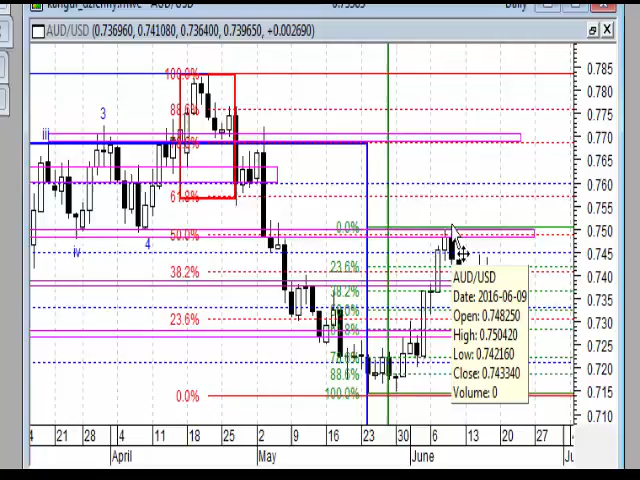 AUD/USD
Daily
AUD/USD (0.736960, 0.741080, 0.736400, 0.739650, +0.002690)
0.785
100.0%
0.780
0.775
3
iii
0.770
0.765
0.760
61.8%
0.755
0.0%
0.750
50.0%
4
iv
0.745
23.6%
38.2%
0.740
38.2%
0.735
0.730
23.6%
0.725
0.720
88.6%
0.715
0.0%
100.0%
0.710
AUD/USD
Date: 2016-06-09
Open: 0.748250
High: 0.750420
Low: 0.742160
Close: 0.743340
Volume: 0
21 28 4 11 18 25 2 9 16 23 30 6 13 20 27
April May June